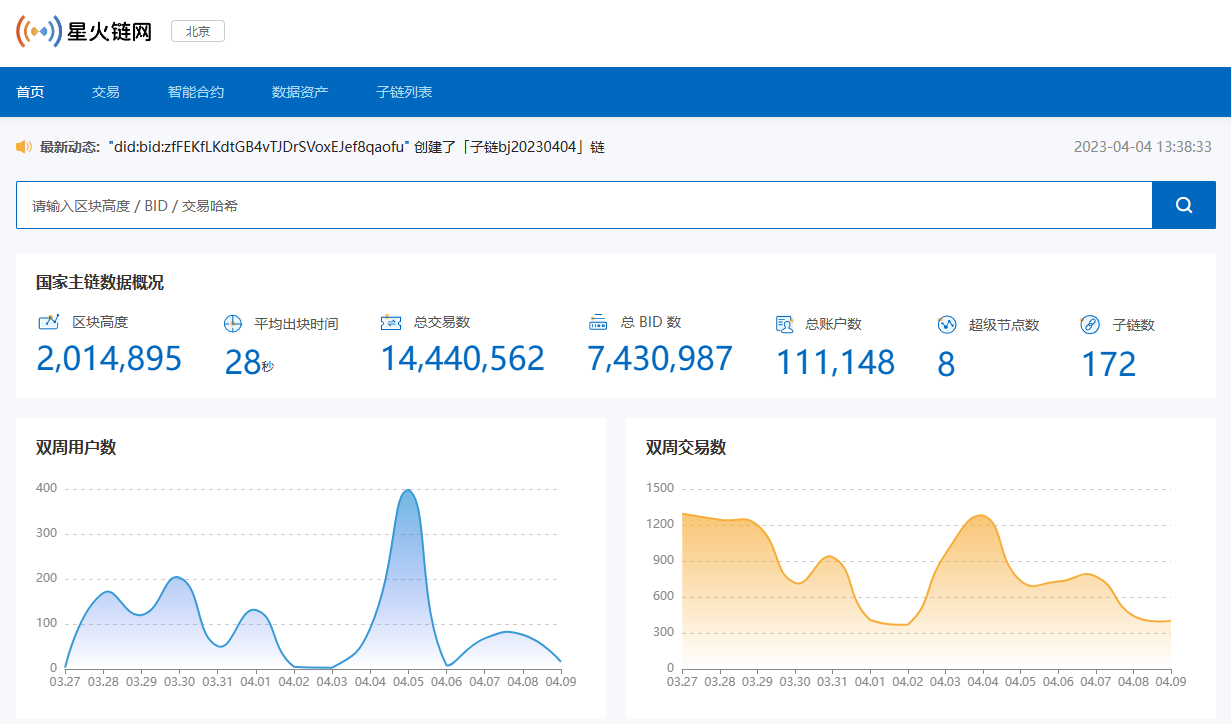 星火链网 北京
首页 交易 智能合约 数据资产 子链列表
最新动态: "did:bid:zfFEKfLKdtGB4vTJDrSVoxEJef8qaofu" 创建了「子链bj20230404」链 2023-04-04 13:38:33
请输入区块高度 / BID / 交易哈希
国家主链数据概况
区块高度 平均出块时间 总交易数 总 BID 数 总账户数 超级节点数 子链数
2,014,895 28秒 14,440,562 7,430,987 111,148 8 172
双周用户数
400
300
200
100
0
03.27 03.28 03.29 03.30 03.31 04.01 04.02 04.03 04.04 04.05 04.06 04.07 04.08 04.09
双周交易数
1500
1200
900
600
300
0
03.27 03.28 03.29 03.30 03.31 04.01 04.02 04.03 04.04 04.05 04.06 04.07 04.08 04.09